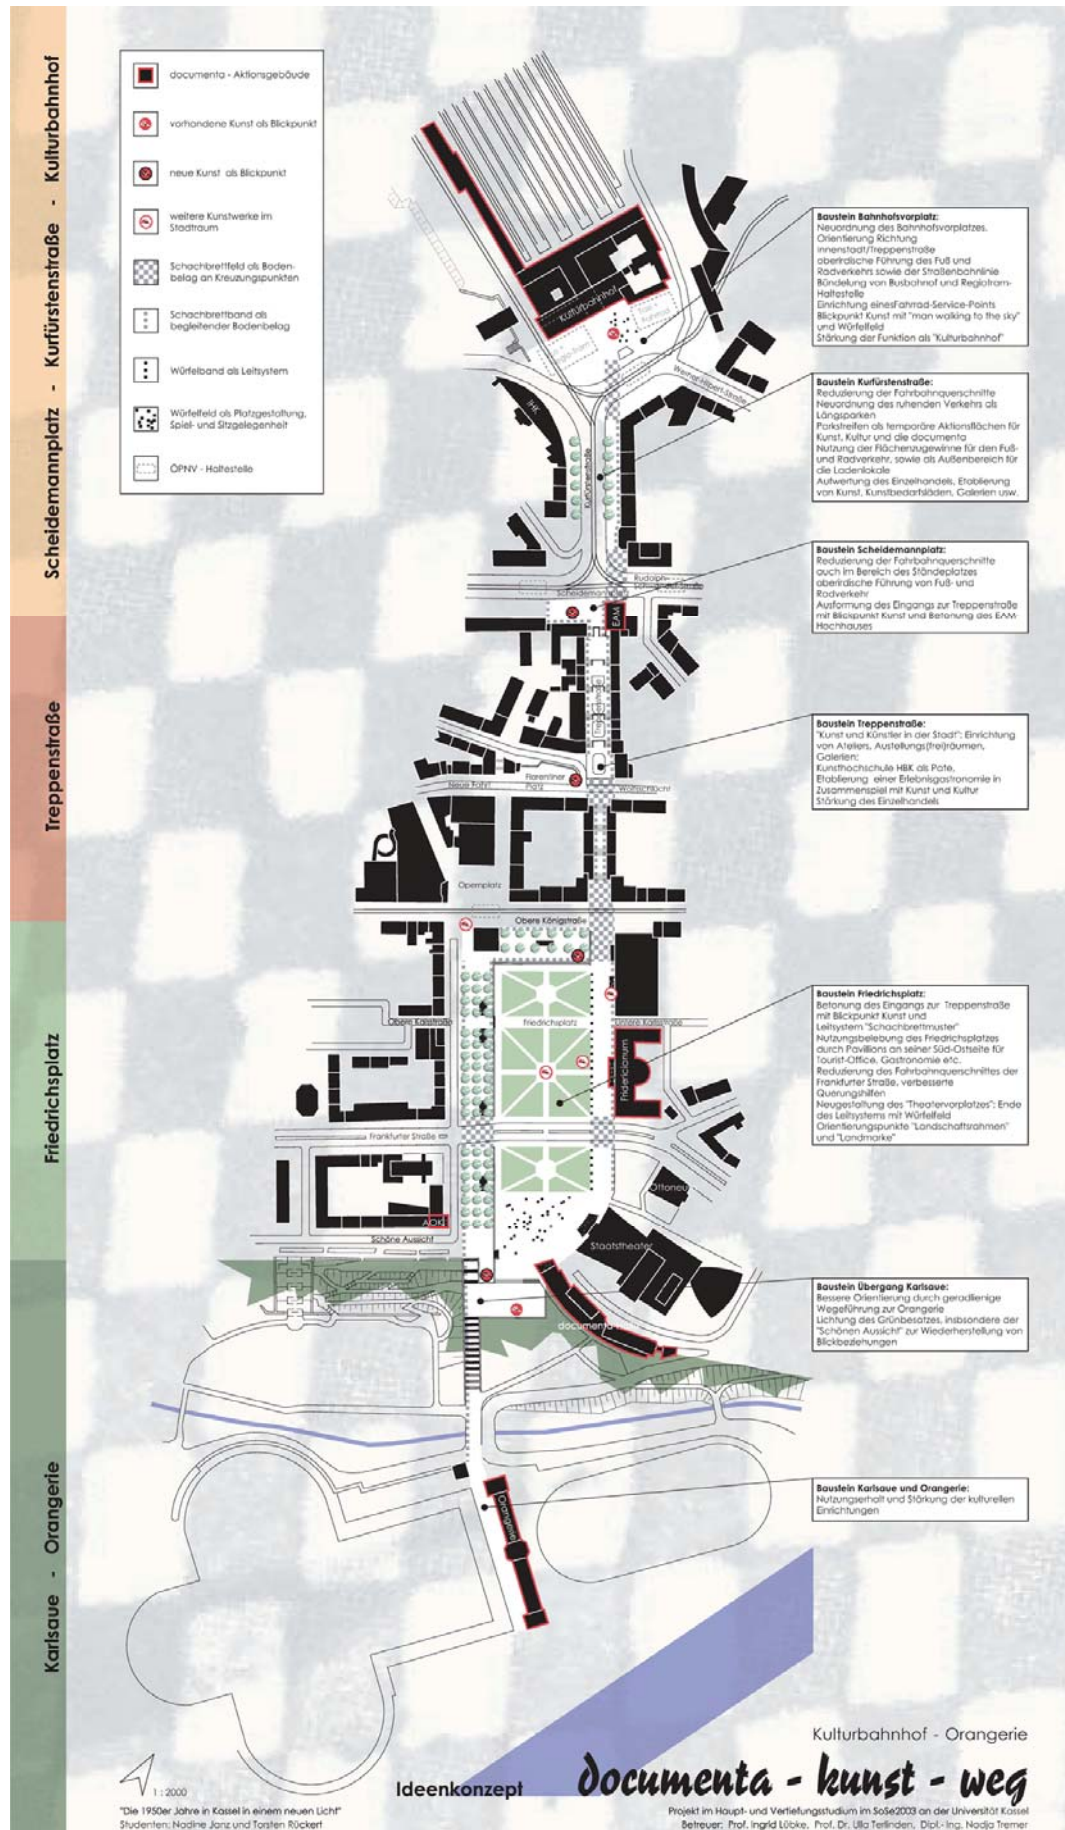 Scheidemannplatz - Kurfürstenstraße - Kulturbahnhof
Treppenstraße
Friedrichsplatz
Karlsaue - Orangerie
documenta - Aktionsgebäude
vorhandene Kunst als Blickpunkt
neue Kunst als Blickpunkt
weitere Kunstwerke im
Stadtraum
Schachbrettfeld als Boden-
belag an Kreuzungspunkten
Schachbrettband als
begleitender Bodenbelag
Würfelband als Leitsystem
Würfelfeld als Platzgestaltung,
Spiel- und Sitzgelegenheit
ÖPNV - Haltestelle
Kulturbahnhof
Werner-Hilpert-Straße
IHK
Kurfürstenstraße
Rudolph-
Scheidemann
EAM
Treppenstraße
Florentiner
Platz
Neue Fahrt
Wolfsschlucht
Opernplatz
Obere Königstraße
Obere Karlstraße
Friedrichsplatz
Untere Karlsstraße
Fridericianum
Frankfurter Straße
Ottoneum
AOK
Schöne Aussicht
Staatstheater
documenta
Orangerie
Baustein Bahnhofsvorplatz:
Neuordnung des Bahnhofsvorplatzes,
Orientierung Richtung
Innenstadt/Treppenstraße
oberirdische Führung des Fuß und
Radverkehrs sowie der Straßenbahnlinie
Bündelung von Busbahnhof und Regiotram-
Haltestelle
Einrichtung einesFahrrad-Service-Points
Blickpunkt Kunst mit "man walking to the sky"
und Würfelfeld
Stärkung der Funktion als "Kulturbahnhof"
Baustein Kurfürstenstraße:
Reduzierung der Fahrbahnquerschnitte
Neuordnung des ruhenden Verkehrs als
Längsparken
Parkstreifen als temporäre Aktionsflächen für
Kunst, Kultur und die documenta
Nutzung der Flächenzugewinne für den Fuß-
und Radverkehr, sowie als Außenbereich für
die Ladenlokale
Aufwertung des Einzelhandels, Etablierung
von Kunst, Kunstbedarfsläden, Galerien usw.
Baustein Scheidemannplatz:
Reduzierung der Fahrbahnquerschnitte
auch im Bereich des Ständeplatzes
oberirdische Führung von Fuß- und
Radverkehr
Ausformung des Eingangs zur Treppenstraße
mit Blickpunkt Kunst und Betonung des EAM-
Hochhauses
Baustein Treppenstraße:
"Kunst und Künstler in der Stadt": Einrichtung
von Ateliers, Austellungs(frei)räumen,
Galerien;
Kunsthochschule HBK als Pate,
Etablierung einer Erlebnisgastronomie in
Zusammenspiel mit Kunst und Kultur
Stärkung des Einzelhandels
Baustein Friedrichsplatz:
Betonung des Eingangs zur Treppenstraße
mit Blickpunkt Kunst und
Leitsystem "Schachbrettmuster"
Nutzungsbelebung des Friedrichsplatzes
durch Pavillions an seiner Süd-Ostseite für
Tourist-Office, Gastronomie etc.
Reduzierung des Fahrbahnquerschnittes der
Frankfurter Straße, verbesserte
Querungshilfen
Neugestaltung des "Theatervorplatzes": Ende
des Leitsystems mit Würfelfeld
Orientierungspunkte "Landschaftsrahmen"
und "Landmarke"
Baustein Übergang Karlsaue:
Bessere Orientierung durch geradlienige
Wegeführung zur Orangerie
Lichtung des Grünbesatzes, insbsondere der
"Schönen Aussicht" zur Wiederherstellung von
Blickbeziehungen
Baustein Karlsaue und Orangerie:
Nutzungserhalt und Stärkung der kulturellen
Einrichtungen
Kulturbahnhof - Orangerie
1 : 2000
Ideenkonzept
documenta - kunst - weg
"Die 1950er Jahre in Kassel in einem neuen Licht"
Studenten: Nadine Janz und Torsten Rückert
Projekt im Haupt- und Vertiefungsstudium im SoSe2003 an der Universität Kassel
Betreuer: Prof. Ingrid Lübke, Prof. Dr. Ulla Terlinden, Dipl.- Ing. Nadja Tremer